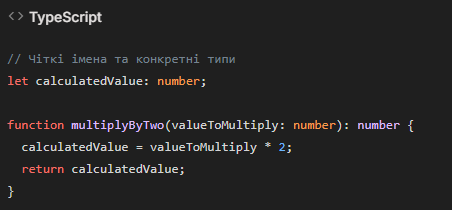 <> TypeScript
// Чіткі імена та конкретні типи
let calculatedValue: number;
function multiplyByTwo(valueToMultiply: number): number {
  calculatedValue = valueToMultiply * 2;
  return calculatedValue;
}